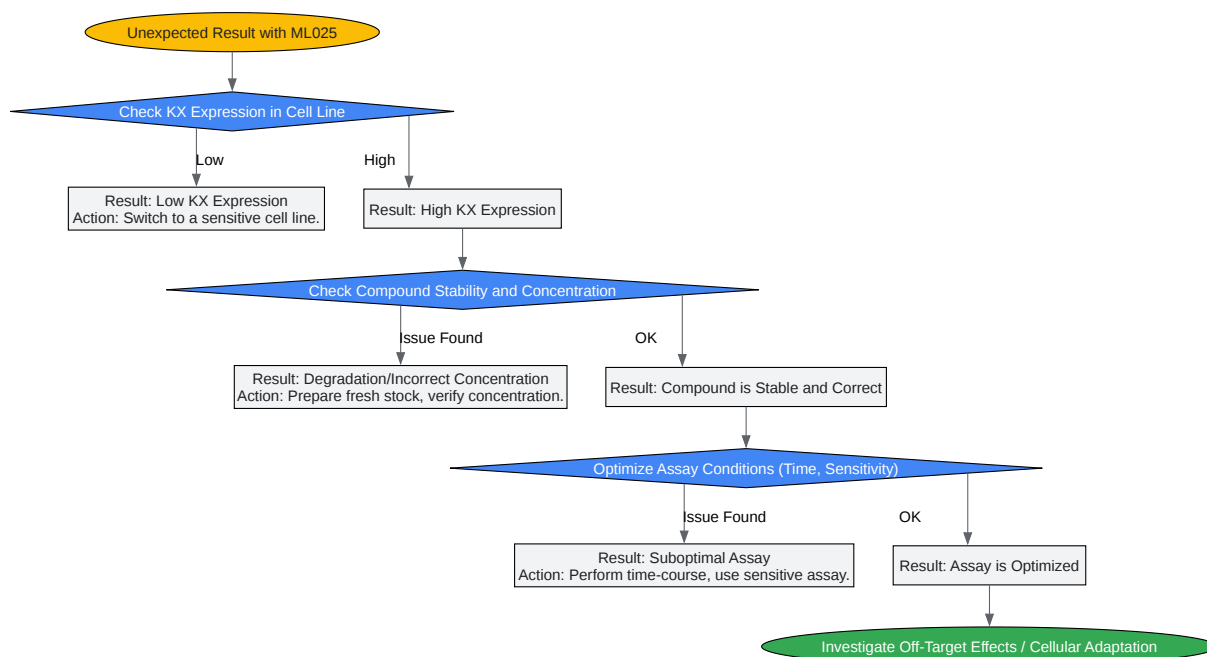 Unexpected Result with ML025
Check KX Expression in Cell Line
Low
High
Result: Low KX Expression
Action: Switch to a sensitive cell line.
Result: High KX Expression
Check Compound Stability and Concentration
Issue Found
OK
Result: Degradation/Incorrect Concentration
Action: Prepare fresh stock, verify concentration.
Result: Compound is Stable and Correct
Optimize Assay Conditions (Time, Sensitivity)
Issue Found
OK
Result: Suboptimal Assay
Action: Perform time-course, use sensitive assay.
Result: Assay is Optimized
Investigate Off-Target Effects / Cellular Adaptation